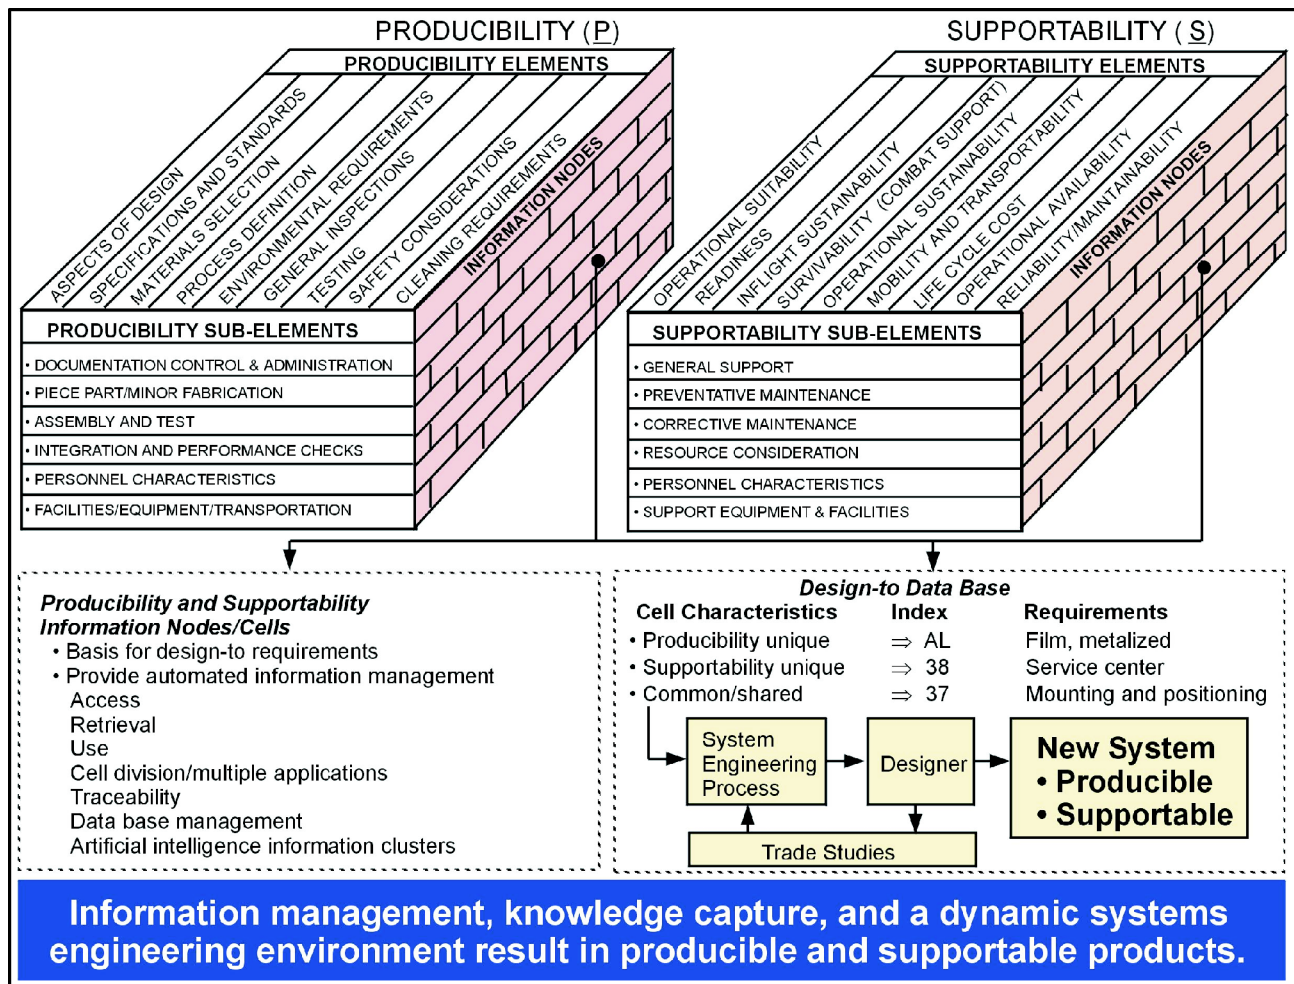 PRODUCIBILITY (P)
PRODUCIBILITY ELEMENTS
ASPECTS OF DESIGN
SPECIFICATIONS AND STANDARDS
MATERIALS SELECTION
PROCESS DEFINITION
ENVIRONMENTAL REQUIREMENTS
GENERAL INSPECTIONS
TESTING
SAFETY CONSIDERATIONS
CLEANING REQUIREMENTS
INFORMATION NODES
PRODUCIBILITY SUB-ELEMENTS
• DOCUMENTATION CONTROL & ADMINISTRATION
• PIECE PART/MINOR FABRICATION
• ASSEMBLY AND TEST
• INTEGRATION AND PERFORMANCE CHECKS
• PERSONNEL CHARACTERISTICS
• FACILITIES/EQUIPMENT/TRANSPORTATION
SUPPORTABILITY (S)
SUPPORTABILITY ELEMENTS
OPERATIONAL SUITABILITY
READINESS
INFLIGHT SUSTAINABILITY
SURVIVABILITY (COMBAT SUPPORT)
OPERATIONAL SUSTAINABILITY
MOBILITY AND TRANSPORTABILITY
LIFE CYCLE COST
OPERATIONAL AVAILABILITY
RELIABILITY/MAINTAINABILITY
INFORMATION NODES
SUPPORTABILITY SUB-ELEMENTS
• GENERAL SUPPORT
• PREVENTATIVE MAINTENANCE
• CORRECTIVE MAINTENANCE
• RESOURCE CONSIDERATION
• PERSONNEL CHARACTERISTICS
• SUPPORT EQUIPMENT & FACILITIES
Producibility and Supportability
Information Nodes/Cells
• Basis for design-to requirements
• Provide automated information management
Access
Retrieval
Use
Cell division/multiple applications
Traceability
Data base management
Artificial intelligence information clusters
Design-to Data Base
Cell Characteristics Index Requirements
• Producibility unique ⇒ AL Film, metalized
• Supportability unique ⇒ 38 Service center
• Common/shared ⇒ 37 Mounting and positioning
System
Engineering
Process
Designer
New System
• Producible
• Supportable
Trade Studies
Information management, knowledge capture, and a dynamic systems
engineering environment result in producible and supportable products.